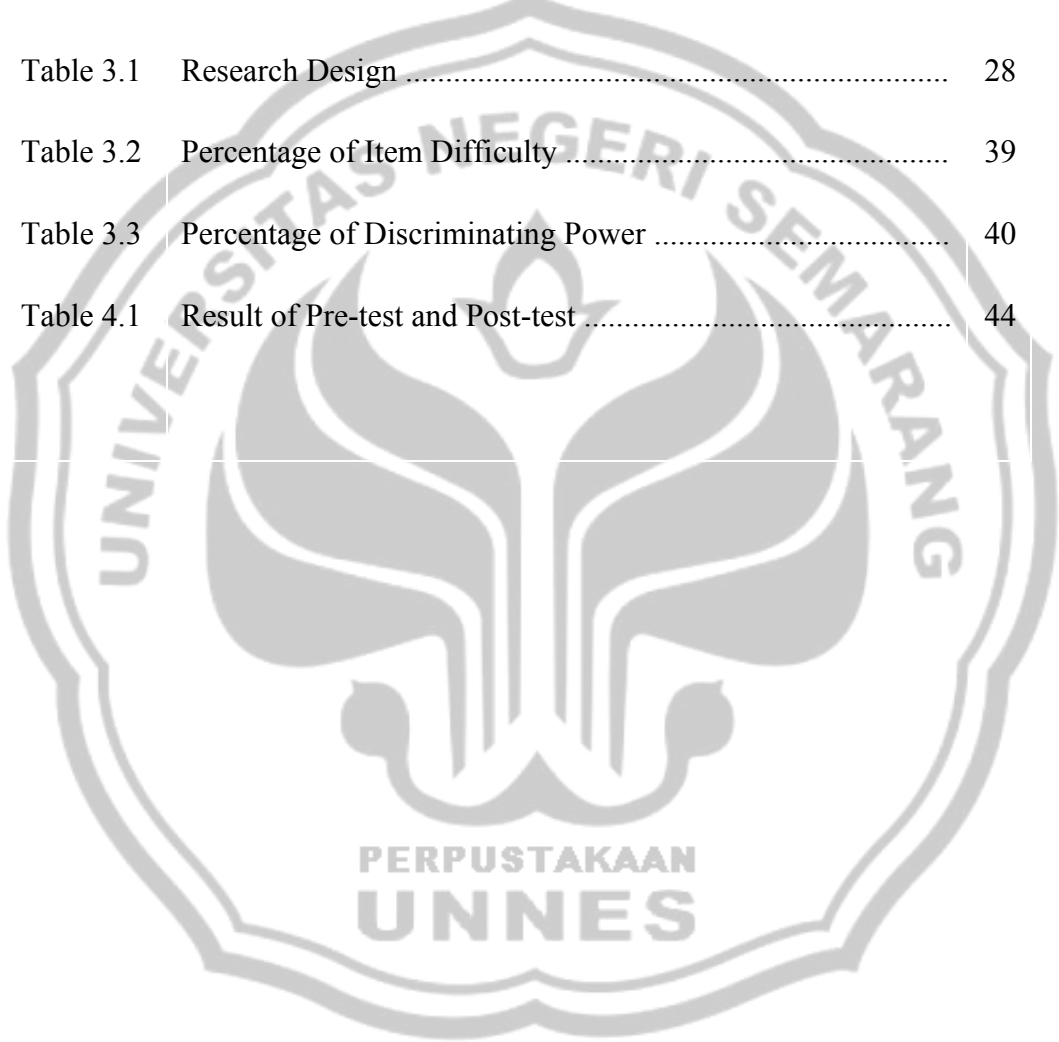 Table 3.1 Research Design ................................................................................ 28
Table 3.2 Percentage of Item Difficulty ......................................................... 39
Table 3.3 Percentage of Discriminating Power ............................................ 40
Table 4.1 Result of Pre-test and Post-test ...................................................... 44
UNIVERSITAS NEGERI SEMARANG
PERPUSTAKAAN
UNNES